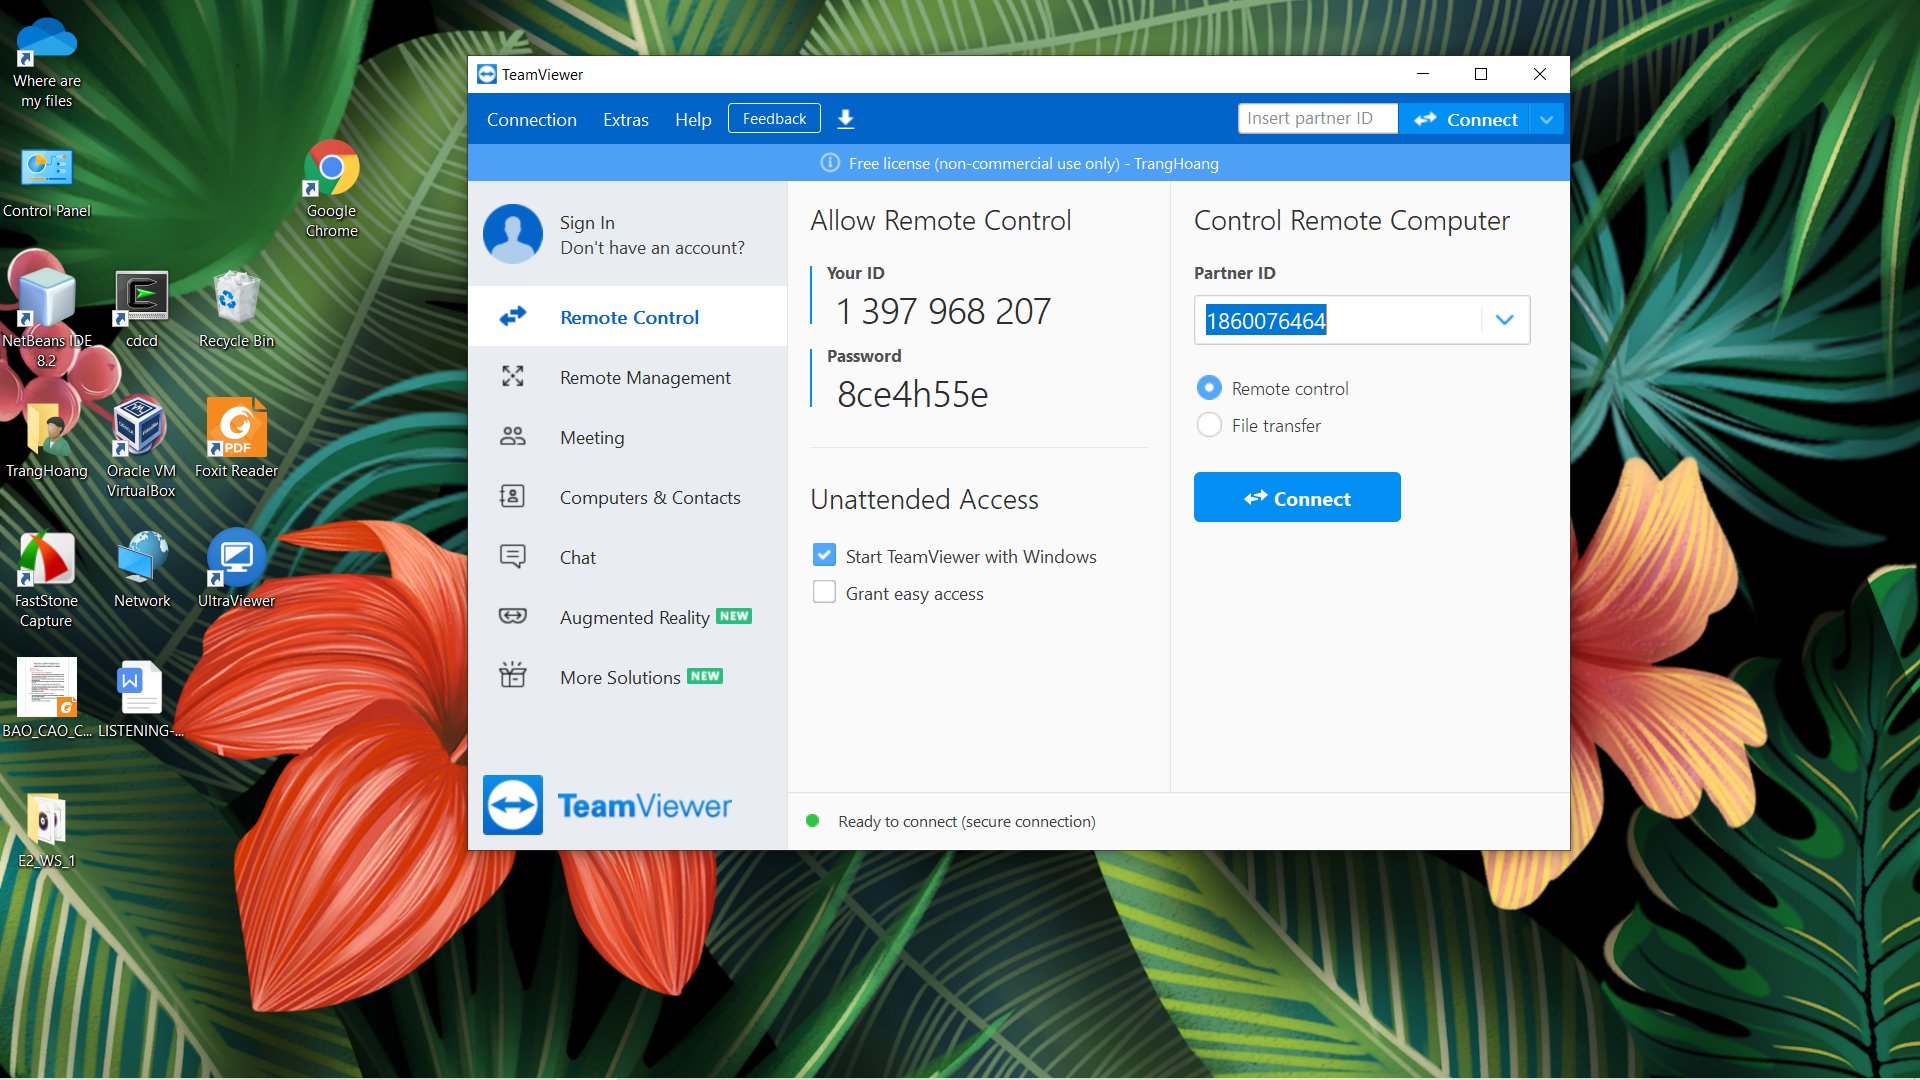 Where are
my files
Control Panel
Google
Chrome
NetBeans IDE
8.2
cdcd
Recycle Bin
TrangHoang
Oracle VM
VirtualBox
PDF
Foxit Reader
FastStone
Capture
Network
UltraViewer
BAO_CAO_C...
W
LISTENING-...
E2_WS_1
TeamViewer
Connection
Extras
Help
Feedback
Insert partner ID
Connect
Free license (non-commercial use only) - TrangHoang
Sign In
Don't have an account?
Remote Control
Remote Management
Meeting
Computers & Contacts
Chat
Augmented Reality NEW
More Solutions NEW
TeamViewer
Allow Remote Control
Your ID
1 397 968 207
Password
8ce4h55e
Unattended Access
Start TeamViewer with Windows
Grant easy access
Control Remote Computer
Partner ID
1860076464
Remote control
File transfer
Connect
Ready to connect (secure connection)